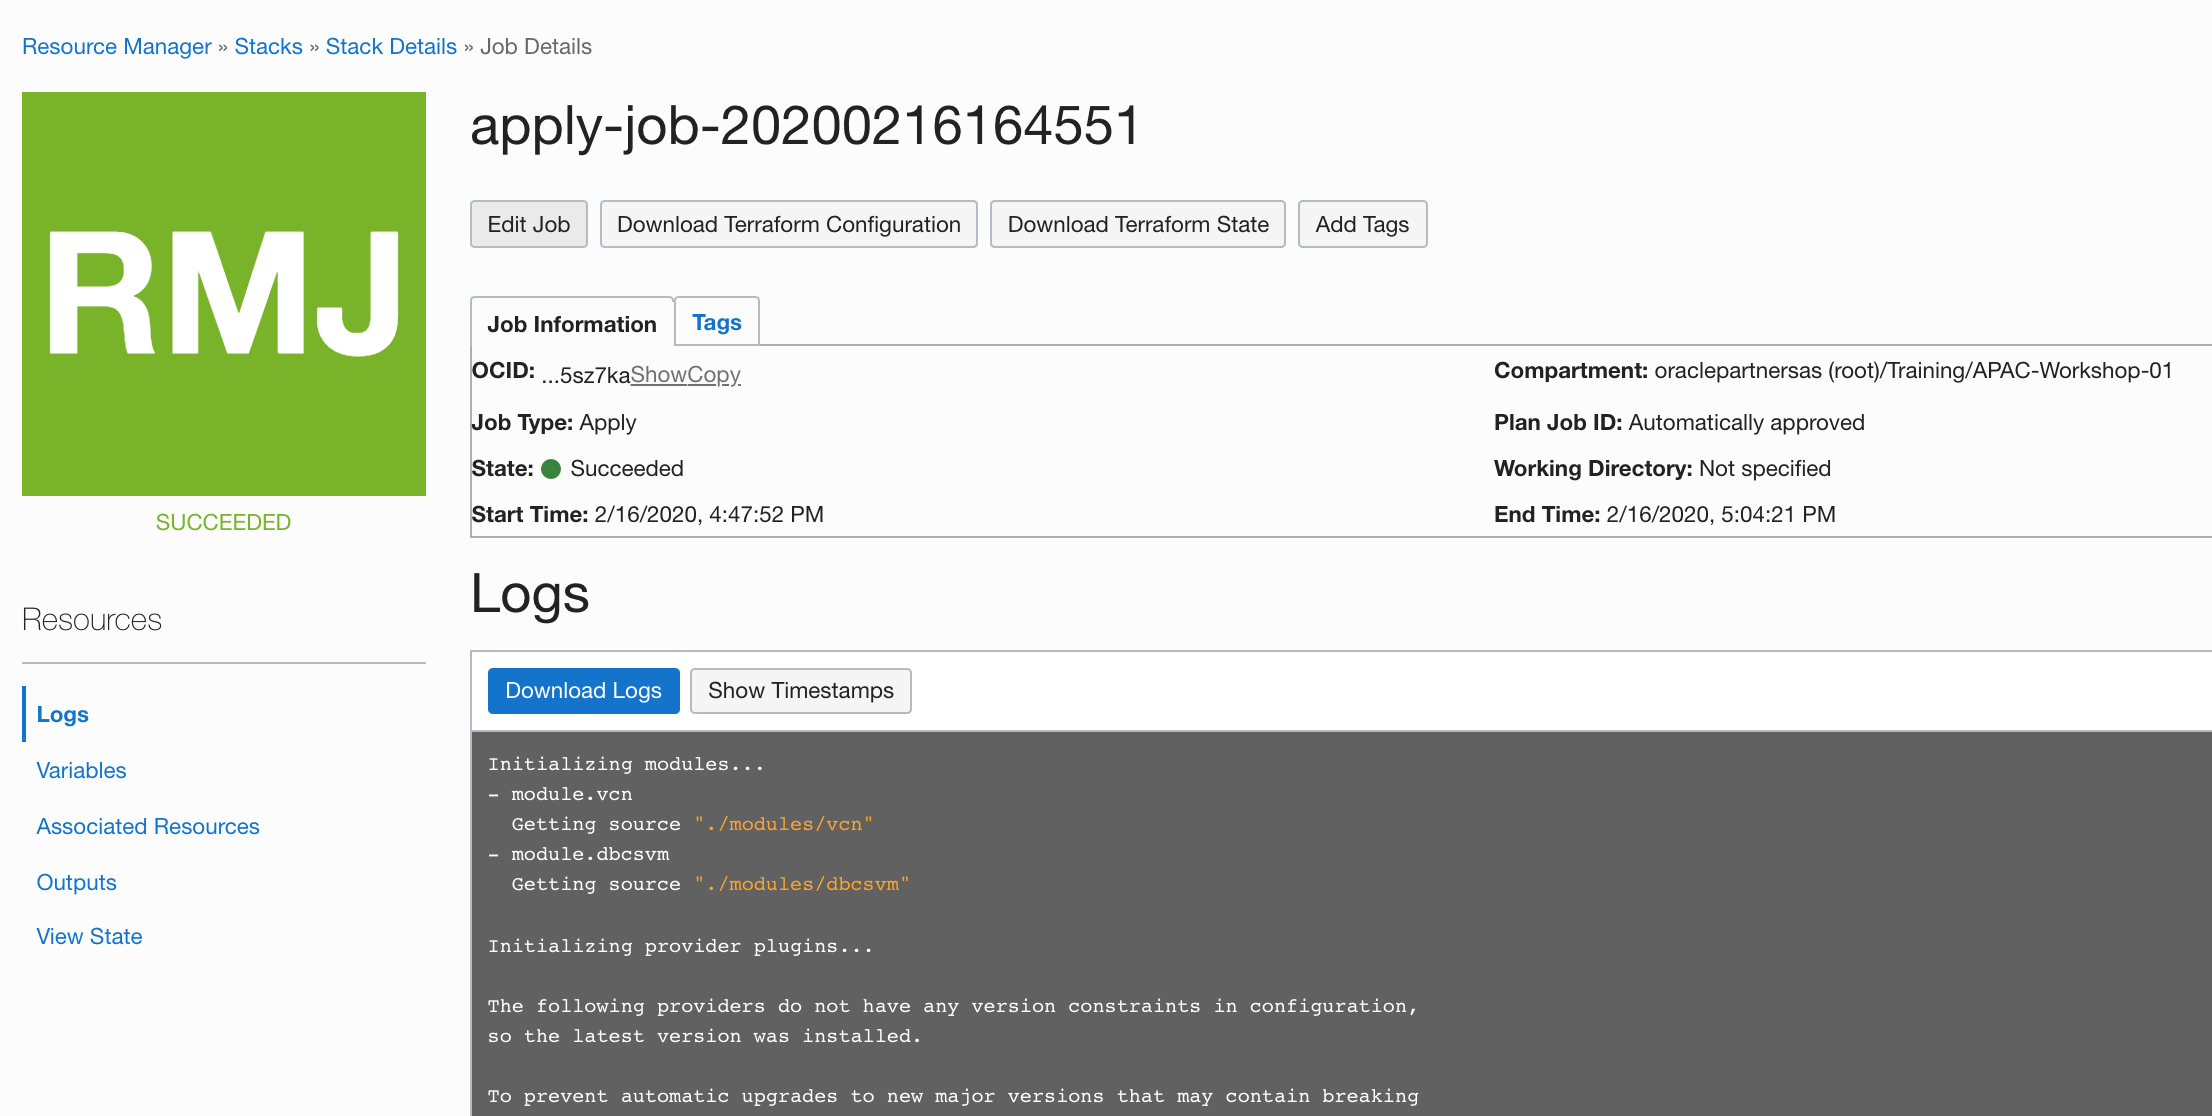 Resource Manager » Stacks » Stack Details » Job Details
RMJ
SUCCEEDED
apply-job-20200216164551
Edit Job Download Terraform Configuration Download Terraform State Add Tags
Job Information Tags
OCID: ...5sz7kaShowCopy
Compartment: oraclepartnersas (root)/Training/APAC-Workshop-01
Job Type: Apply
Plan Job ID: Automatically approved
State: Succeeded
Working Directory: Not specified
Start Time: 2/16/2020, 4:47:52 PM
End Time: 2/16/2020, 5:04:21 PM
Resources
Logs
Variables
Associated Resources
Outputs
View State
Logs
Download Logs Show Timestamps
Initializing modules...
- module.vcn
Getting source "./modules/vcn"
- module.dbcsvm
Getting source "./modules/dbcsvm"
Initializing provider plugins...
The following providers do not have any version constraints in configuration,
so the latest version was installed.
To prevent automatic upgrades to new major versions that may contain breaking